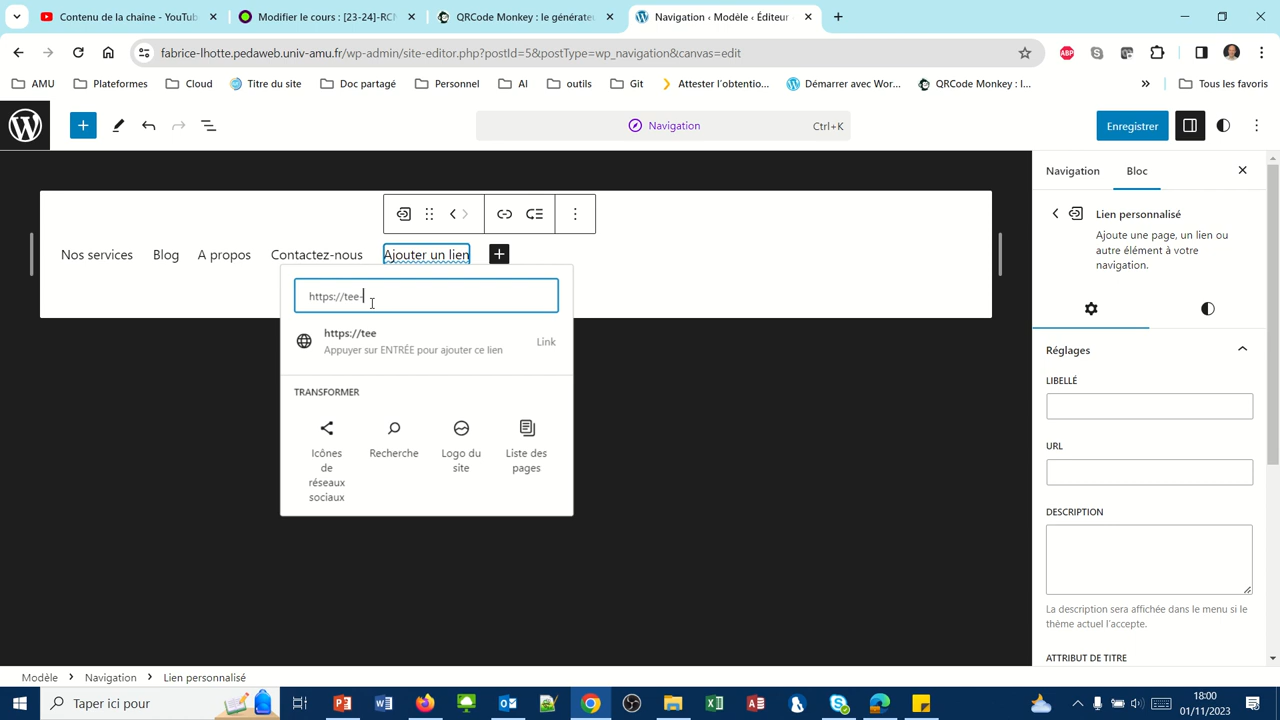 Contenu de la chaîne - YouTube
Modifier le cours : [23-24]-RCN
QRCode Monkey : le générateur
Navigation ‹ Modèle ‹ Éditeur
fabrice-lhotte.pedaweb.univ-amu.fr/wp-admin/site-editor.php?postId=5&postType=wp_navigation&canvas=edit
AMU
Plateformes
Cloud
Titre du site
Doc partagé
Personnel
AI
outils
Git
Attester l'obtentio...
Démarrer avec Wor...
QRCode Monkey : l...
Tous les favoris
Navigation
Ctrl+K
Enregistrer
Navigation
Bloc
Lien personnalisé
Ajoute une page, un lien ou
autre élément à votre
navigation.
Nos services
Blog
A propos
Contactez-nous
Ajouter un lien
https://tee-
https://tee
Appuyer sur ENTRÉE pour ajouter ce lien
Link
TRANSFORMER
Icônes
de
réseaux
sociaux
Recherche
Logo du
site
Liste des
pages
Réglages
LIBELLÉ
URL
DESCRIPTION
La description sera affichée dans le menu si le
thème actuel l'accepte.
ATTRIBUT DE TITRE
Modèle
Navigation
Lien personnalisé
Taper ici pour
18:00
01/11/2023